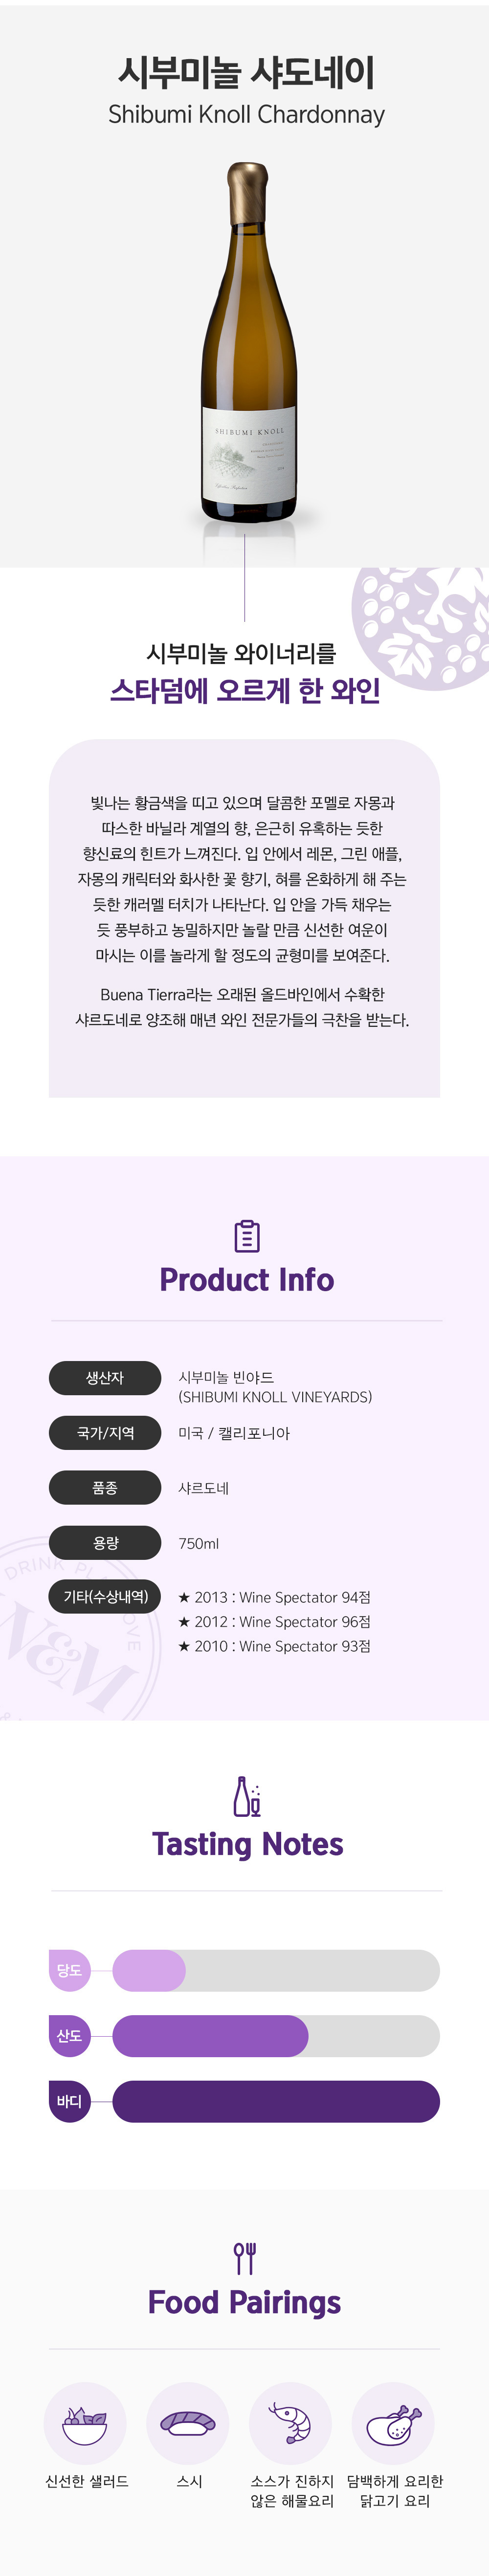 시부미놀 샤도네이
Shibumi Knoll Chardonnay
SHIBUMI KNOLL
시부미놀 와이너리를
스타덤에 오르게 한 와인
빛나는 황금색을 띠고 있으며 달콤한 포멜로 자몽과
따스한 바닐라 계열의 향, 은근히 유혹하는 듯한
향신료의 힌트가 느껴진다. 입 안에서 레몬, 그린 애플,
자몽의 캐릭터와 화사한 꽃 향기, 혀를 온화하게 해 주는
듯한 캐러멜 터치가 나타난다. 입 안을 가득 채우는
듯 풍부하고 농밀하지만 놀랄 만큼 신선한 여운이
마시는 이를 놀라게 할 정도의 균형미를 보여준다.
Buena Tierra라는 오래된 올드바인에서 수확한
샤르도네로 양조해 매년 와인 전문가들의 극찬을 받는다.
Product Info
생산자
시부미놀 빈야드
(SHIBUMI KNOLL VINEYARDS)
국가/지역
미국 / 캘리포니아
품종
샤르도네
용량
750ml
기타(수상내역)
★ 2013 : Wine Spectator 94점
★ 2012 : Wine Spectator 96점
★ 2010 : Wine Spectator 93점
DRINK
N&M
Tasting Notes
당도
산도
바디
Food Pairings
신선한 샐러드
스시
소스가 진하지
않은 해물요리
담백하게 요리한
닭고기 요리